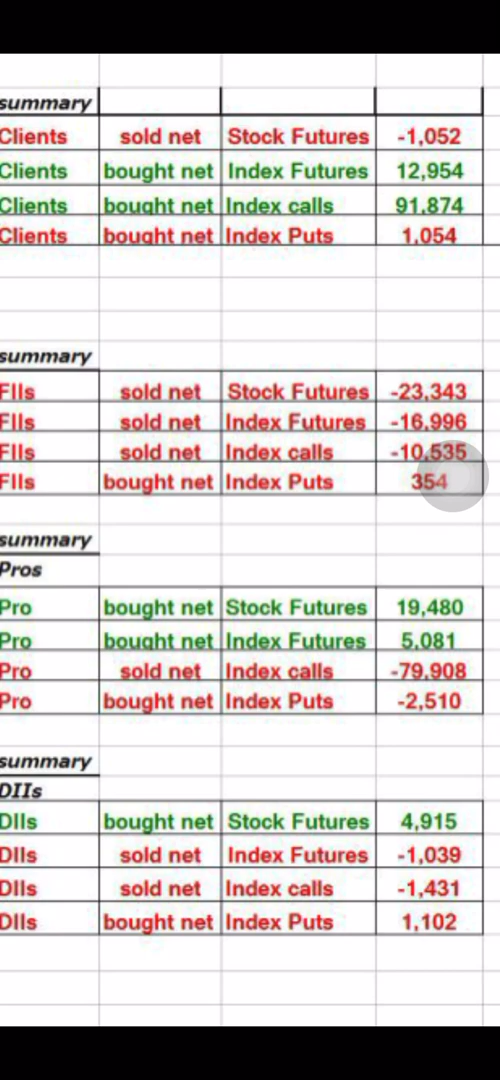 summary
Clients sold net Stock Futures -1,052
Clients bought net Index Futures 12,954
Clients bought net Index calls 91,874
Clients bought net Index Puts 1,054
summary
FIIs sold net Stock Futures -23,343
FIIs sold net Index Futures -16,996
FIIs sold net Index calls -10,535
FIIs bought net Index Puts 354
summary
Pros
Pro bought net Stock Futures 19,480
Pro bought net Index Futures 5,081
Pro sold net Index calls -79,908
Pro bought net Index Puts -2,510
summary
DIIs
DIIs bought net Stock Futures 4,915
DIIs sold net Index Futures -1,039
DIIs sold net Index calls -1,431
DIIs bought net Index Puts 1,102